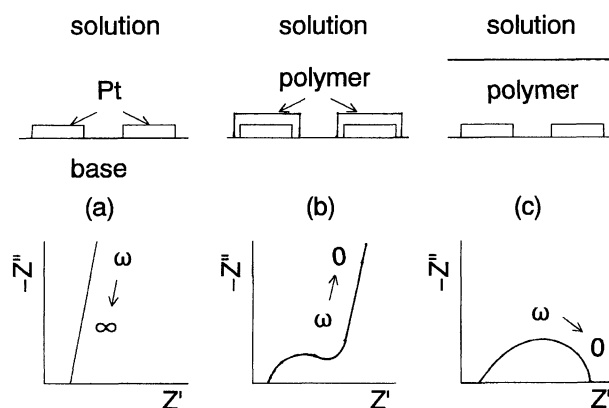 solution
Pt
base
(a)
solution
polymer
(b)
solution
polymer
(c)
-Z''
ω
∞
Z'
-Z''
0
ω
Z'
-Z''
ω
0
Z'